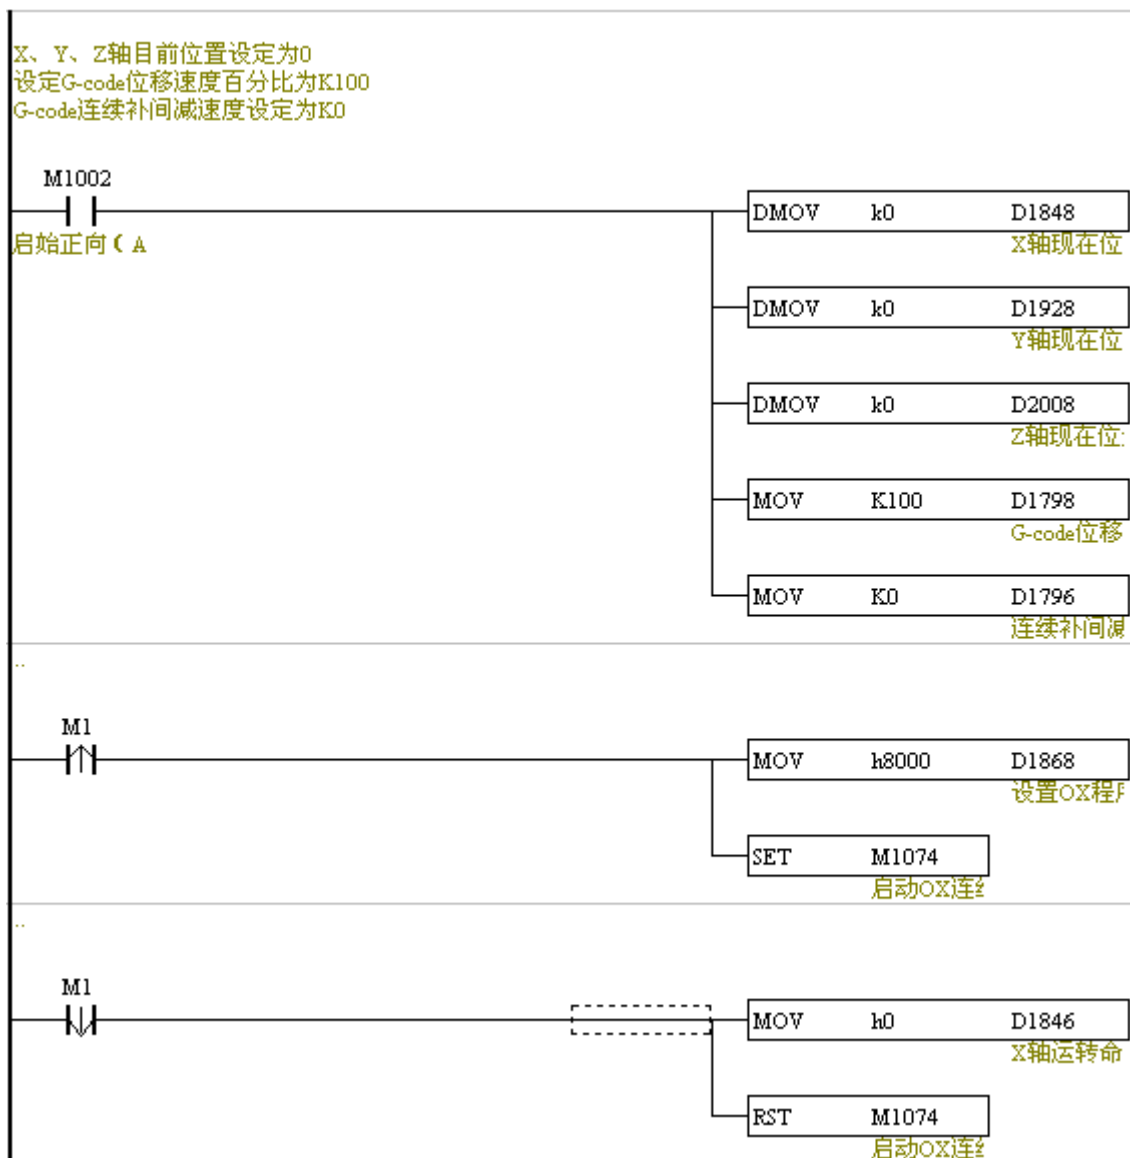 X、Y、Z轴目前位置设定为0
设定G-code位移速度百分比为K100
G-code连续补间减速度设定为K0
M1002
启始正向（A
DMOV k0 D1848
X轴现在位
DMOV k0 D1928
Y轴现在位
DMOV k0 D2008
Z轴现在位
MOV K100 D1798
G-code位移
MOV K0 D1796
连续补间减
..
M1
MOV h8000 D1868
设置OX程
SET M1074
启动OX连
..
M1
MOV h0 D1846
X轴运转命
RST M1074
启动OX连